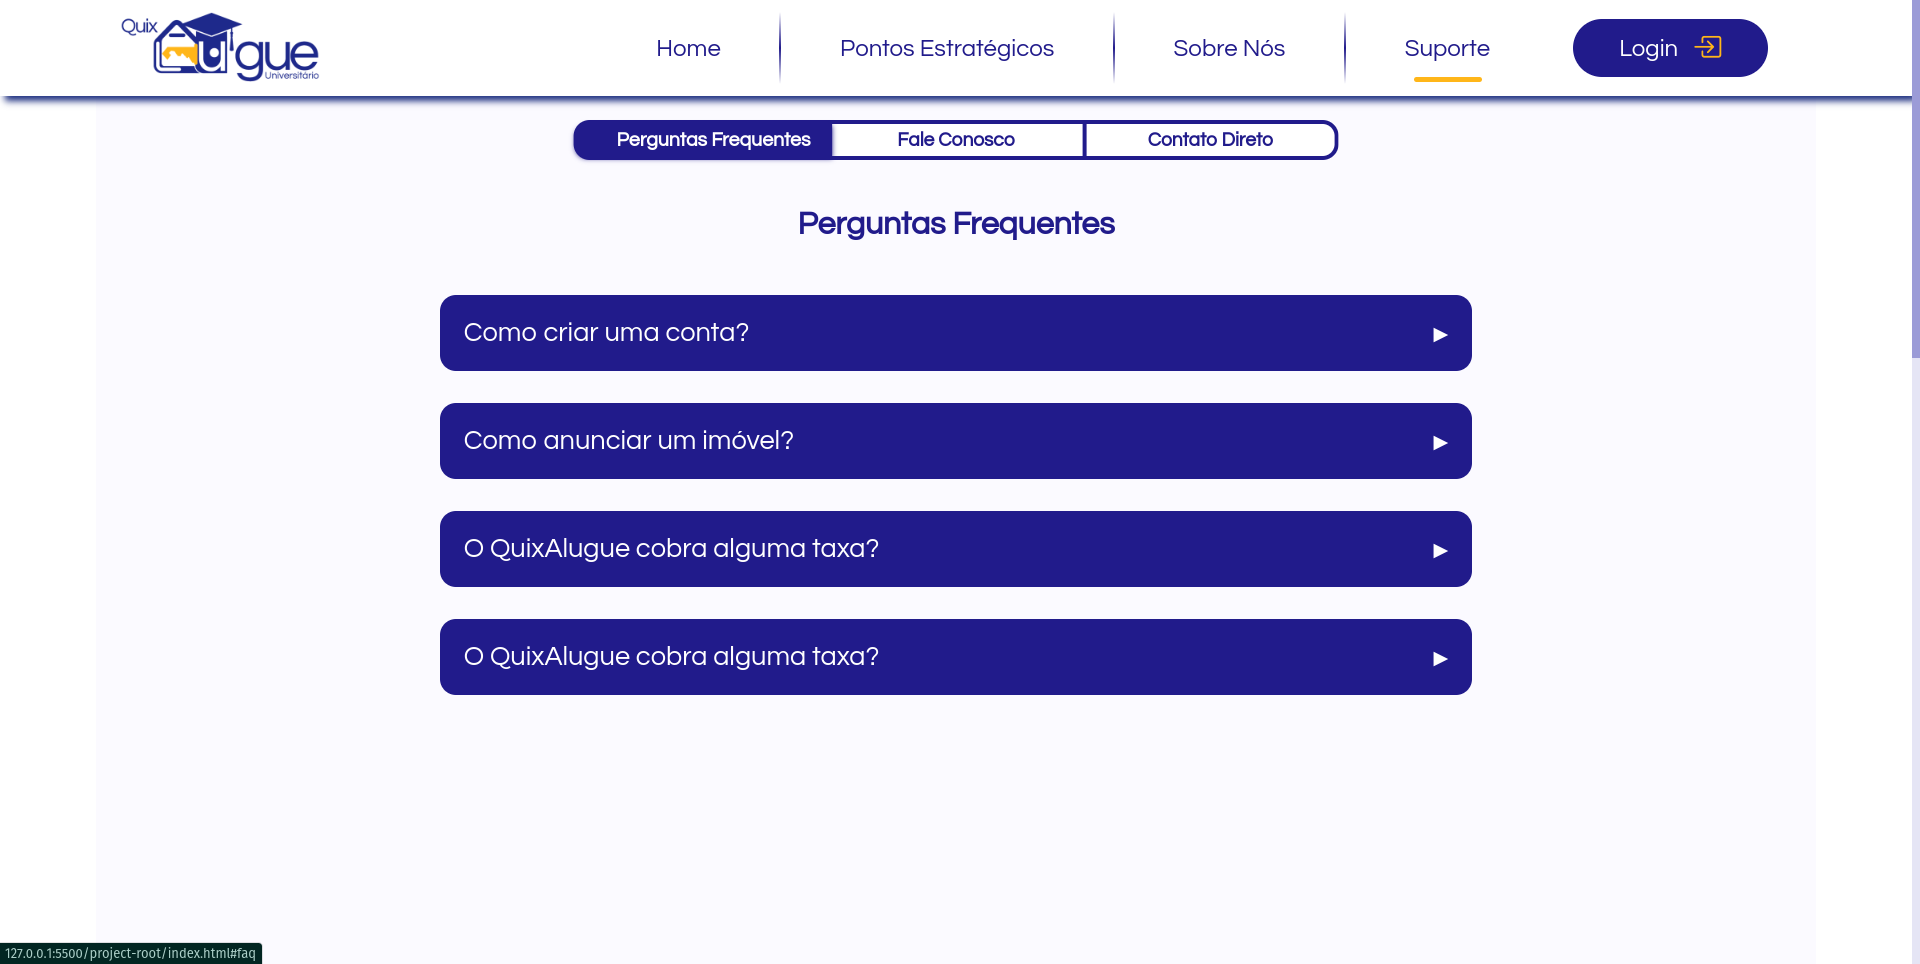 Quix
Alugue
Universitário
Home
Pontos Estratégicos
Sobre Nós
Suporte
Login
Perguntas Frequentes
Fale Conosco
Contato Direto
Perguntas Frequentes
Como criar uma conta?
Como anunciar um imóvel?
O QuixAlugue cobra alguma taxa?
O QuixAlugue cobra alguma taxa?
127.0.0.1:5500/project-root/index.html#faq